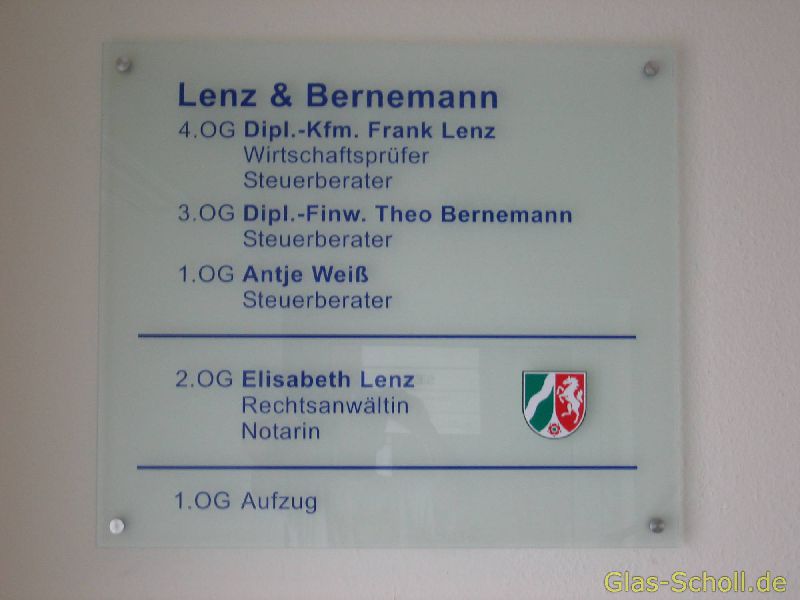 Lenz & Bernemann
4.OG Dipl.-Kfm. Frank Lenz
Wirtschaftsprüfer
Steuerberater
3.OG Dipl.-Finw. Theo Bernemann
Steuerberater
1.OG Antje Weiß
Steuerberater
2.OG Elisabeth Lenz
Rechtsanwältin
Notarin
1.OG Aufzug
Glas-Scholl.de